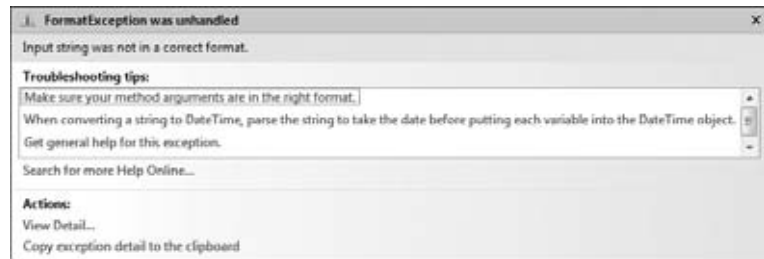 FormatException was unhandled
Input string was not in a correct format.
Troubleshooting tips:
Make sure your method arguments are in the right format.
When converting a string to DateTime, parse the string to take the date before putting each variable into the DateTime object.
Get general help for this exception.
Search for more Help Online...
Actions:
View Detail...
Copy exception detail to the clipboard